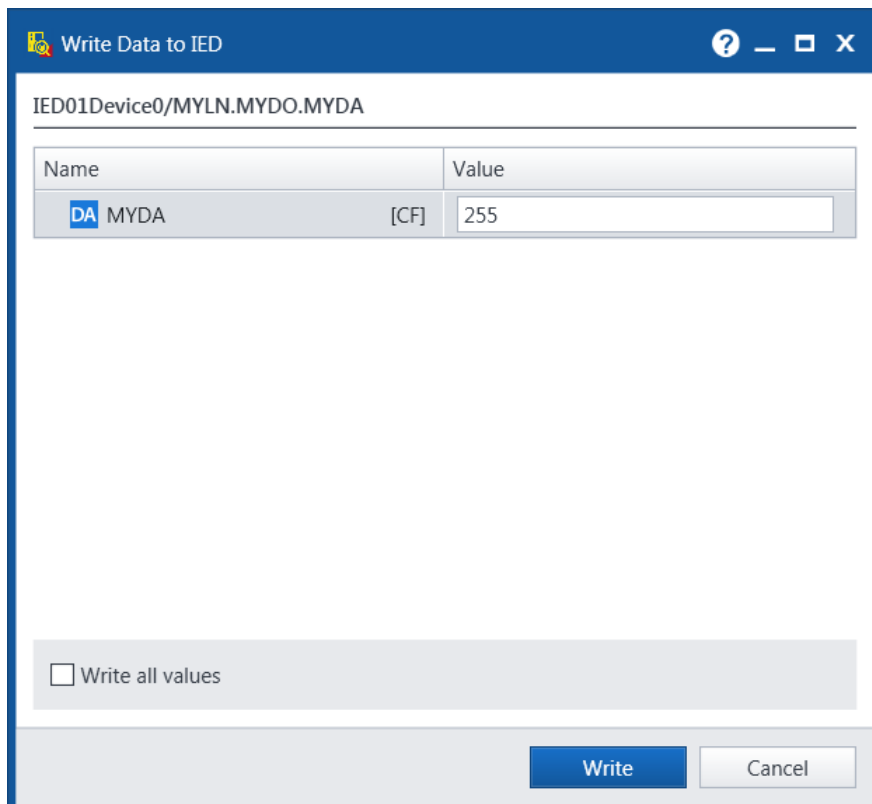 Write Data to IED
IED01Device0/MYLN.MYDO.MYDA
Name Value
DA MYDA [CF] 255
Write all values
Write Cancel